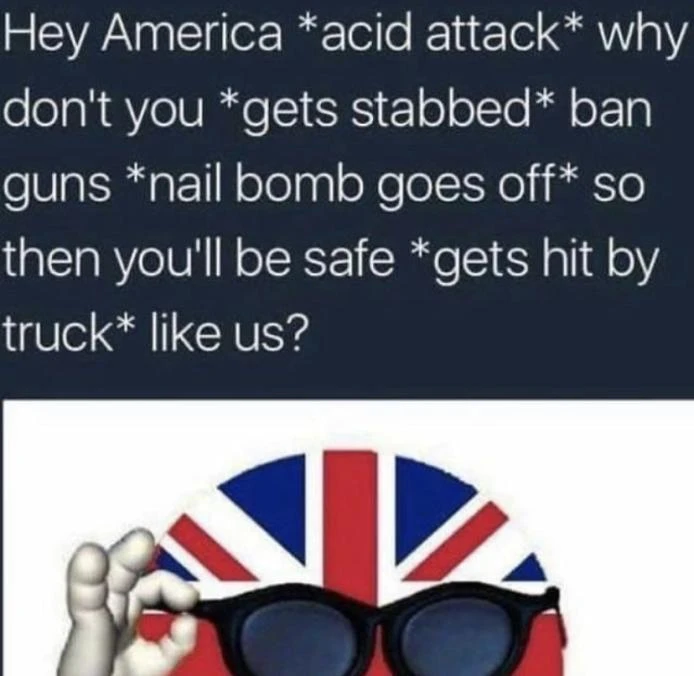 Hey America *acid attack* why
don't you *gets stabbed* ban
guns *nail bomb goes off* so
then you'll be safe *gets hit by
truck* like us?